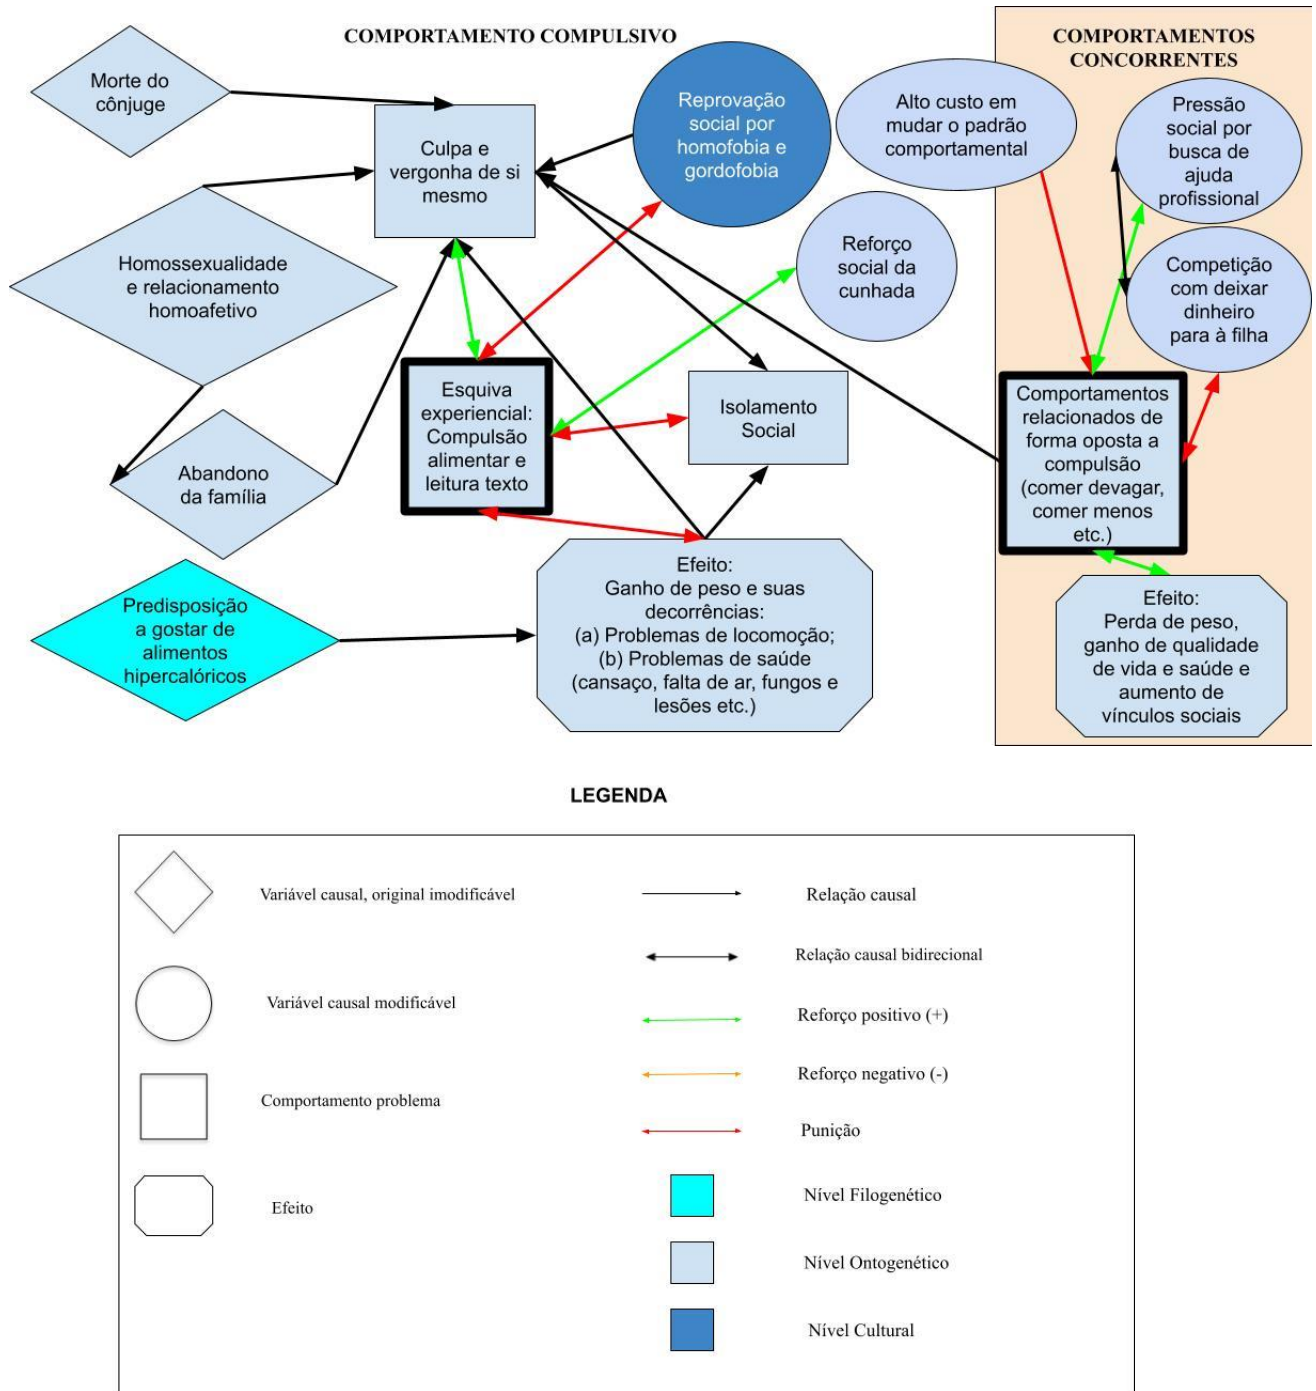 COMPORTAMENTO COMPULSIVO
COMPORTAMENTOS
CONCORRENTES
Morte do
cônjuge
Culpa e
vergonha de si
mesmo
Reprovação
social por
homofobia e
gordofobia
Alto custo em
mudar o padrão
comportamental
Pressão
social por
busca de
ajuda
profissional
Homossexualidade
e relacionamento
homoafetivo
Reforço
social da
cunhada
Competição
com deixar
dinheiro
para à filha
Esquiva
experiencial:
Compulsão
alimentar e
leitura texto
Isolamento
Social
Comportamentos
relacionados de
forma oposta a
compulsão
(comer devagar,
comer menos
etc.)
Abandono
da família
Predisposição
a gostar de
alimentos
hipercalóricos
Efeito:
Ganho de peso e suas
decorrências:
(a) Problemas de locomoção;
(b) Problemas de saúde
(cansaço, falta de ar, fungos e
lesões etc.)
Efeito:
Perda de peso,
ganho de qualidade
de vida e saúde e
aumento de
vínculos sociais
LEGENDA
Variável causal, original imodificável
Variável causal modificável
Comportamento problema
Efeito
Relação causal
Relação causal bidirecional
Reforço positivo (+)
Reforço negativo (-)
Punição
Nível Filogenético
Nível Ontogenético
Nível Cultural